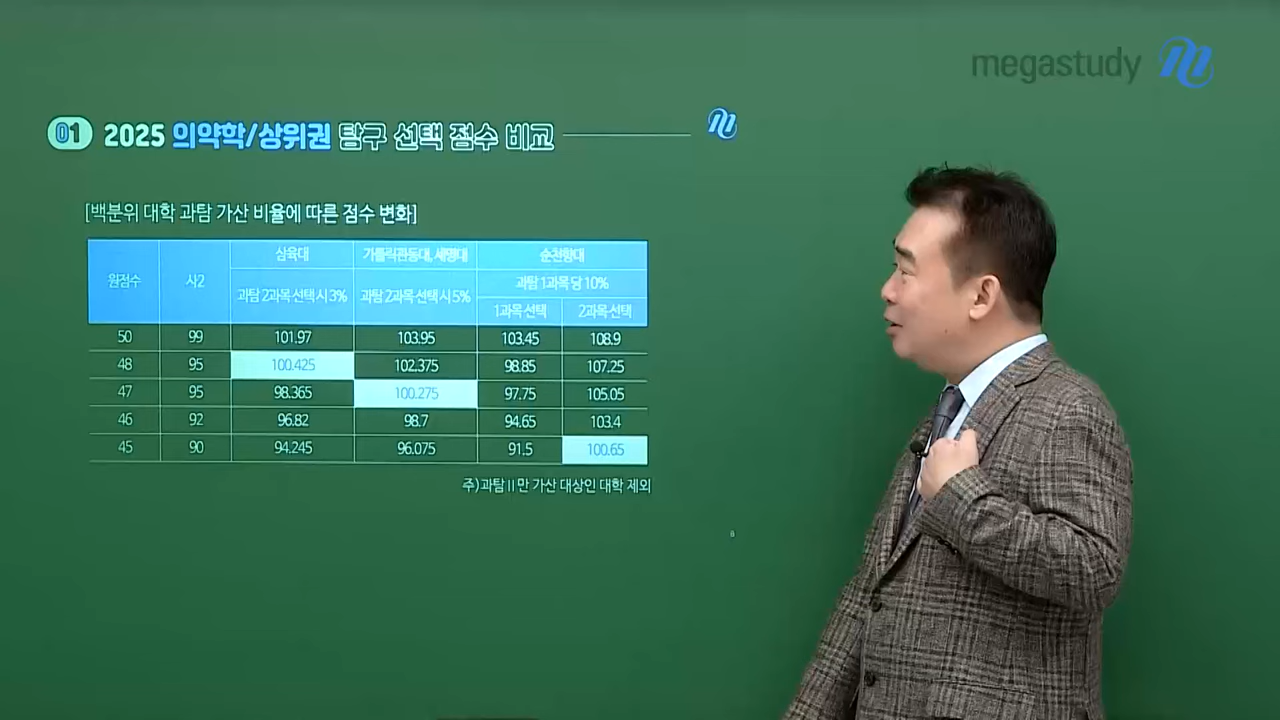 megastudy
01 2025 의약학/상위권 탐구 선택 점수 비교
[백분위 대학 과탐 가산 비율에 따른 점수 변화]
원점수 사2 삼육대 가톨릭관동대, 세명대 순천향대
과탐 2과목 선택 시 3% 과탐 2과목 선택 시 5% 과탐 1과목 당 10%
1과목 선택 2과목 선택
50 99 101.97 103.95 103.45 108.9
48 95 100.425 102.375 98.85 107.25
47 95 98.365 100.275 97.75 105.05
46 92 96.82 98.7 94.65 103.4
45 90 94.245 96.075 91.5 100.65
주)과탐Ⅱ만 가산 대상인 대학 제외
8